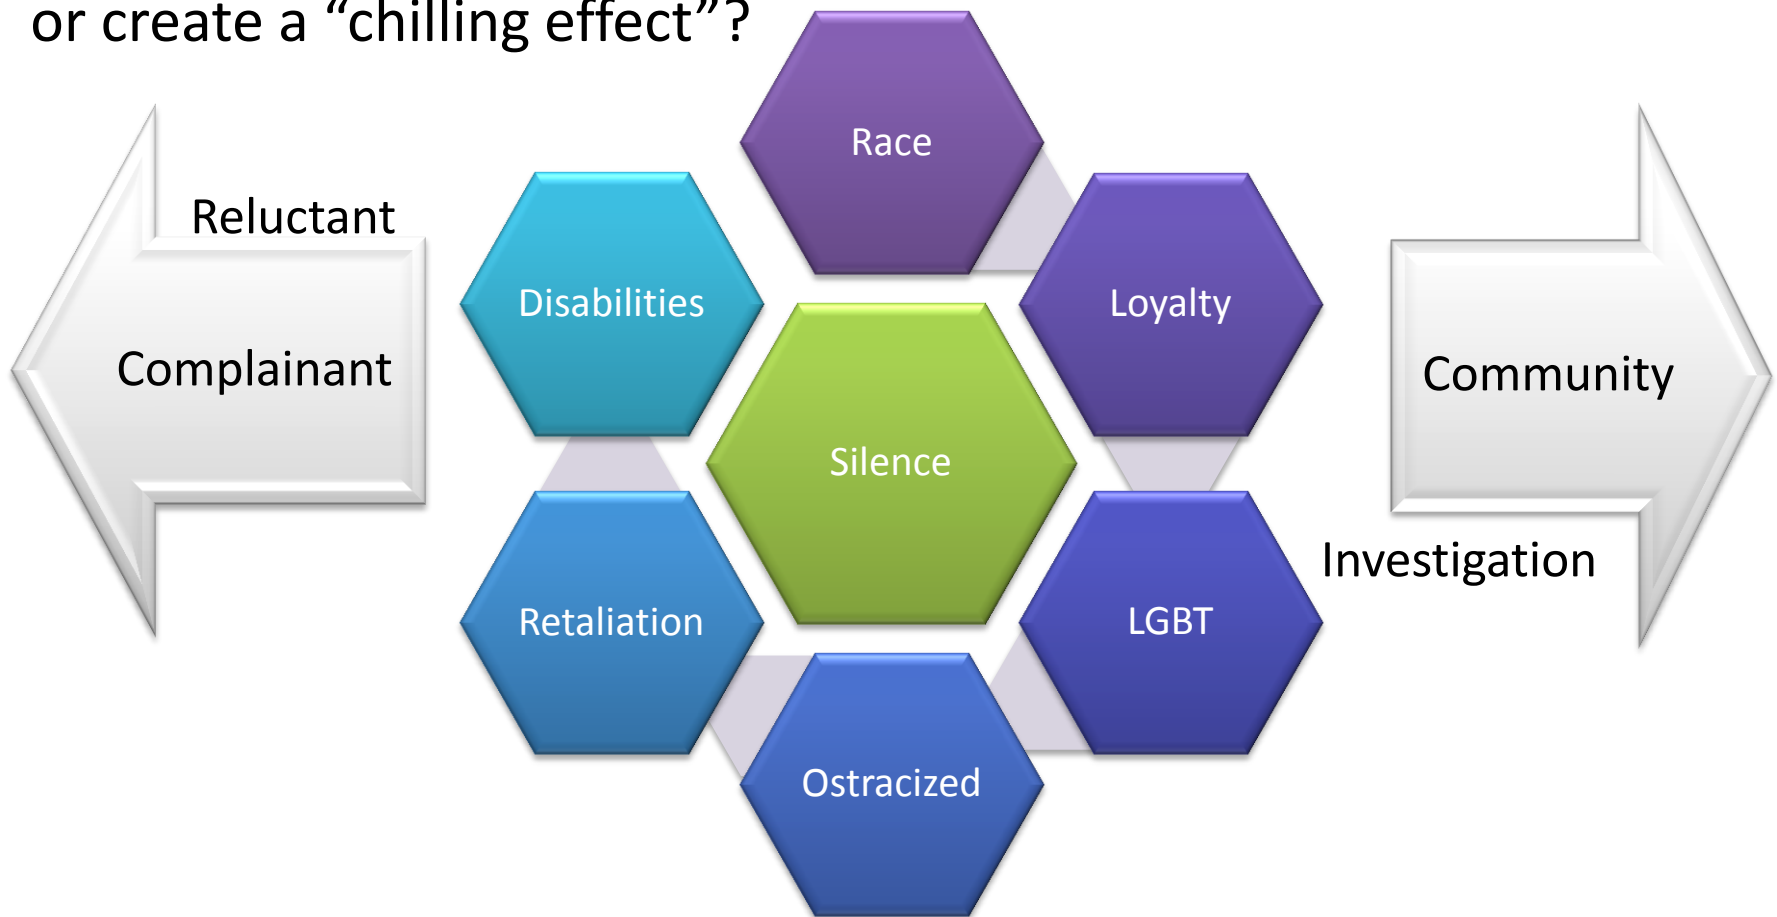 or create a “chilling effect”?
Race
Reluctant
Disabilities
Loyalty
Complainant
Community
Silence
Investigation
Retaliation
LGBT
Ostracized